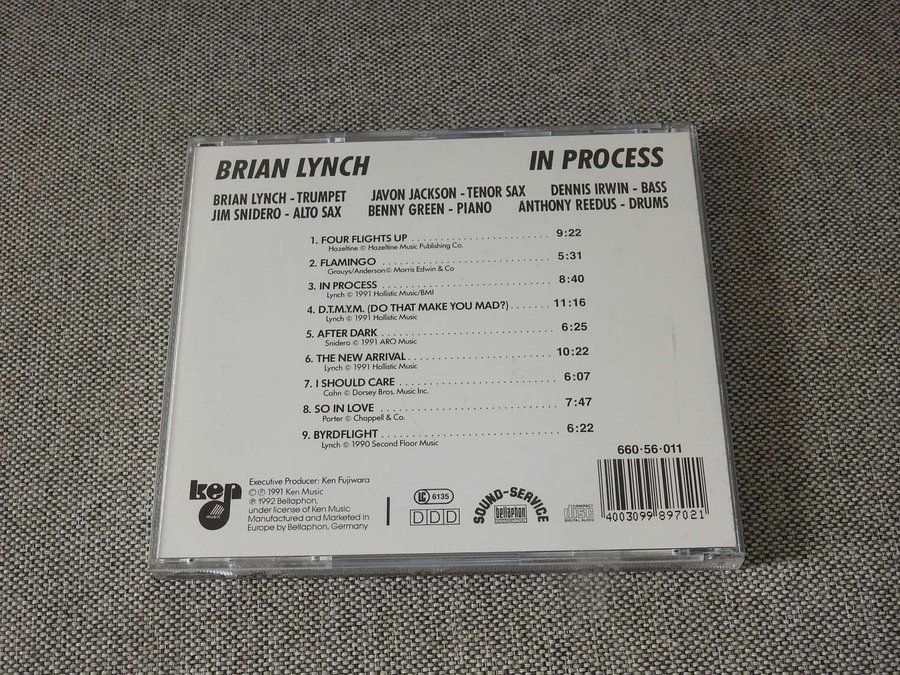 BRIAN LYNCH IN PROCESS
BRIAN LYNCH - TRUMPET JAVON JACKSON - TENOR SAX DENNIS IRWIN - BASS
JIM SNIDERO - ALTO SAX BENNY GREEN - PIANO ANTHONY REEDUS - DRUMS
1. FOUR FLIGHTS UP 9:22
Hazeltine © Hazeltine Music Publishing Co.
2. FLAMINGO 5:31
Grouys/Anderson© Morris Edwin & Co
3. IN PROCESS 8:40
Lynch © 1991 Hollistic Music/BMI
4. D.T.M.Y.M. (DO THAT MAKE YOU MAD?) 11:16
Lynch © 1991 Hollistic Music
5. AFTER DARK 6:25
Snidero © 1991 ARO Music
6. THE NEW ARRIVAL 10:22
Lynch © 1991 Hollistic Music
7. I SHOULD CARE 6:07
Cahn © Dorsey Bros. Music Inc.
8. SO IN LOVE 7:47
Porter © Chappell & Co.
9. BYRDFLIGHT 6:22
Lynch © 1990 Second Floor Music
660·56·011
ken
MUSIC
Executive Producer: Ken Fujiwara
© ℗ 1991 Ken Music
℗ 1992 Bellaphon,
under license of Ken Music
Manufactured and Marketed in
Europe by Bellaphon, Germany
LC 6135
DDD
SOUND-SERVICE
bellaphon
COMPACT
disc
DIGITAL AUDIO
4003099 897021